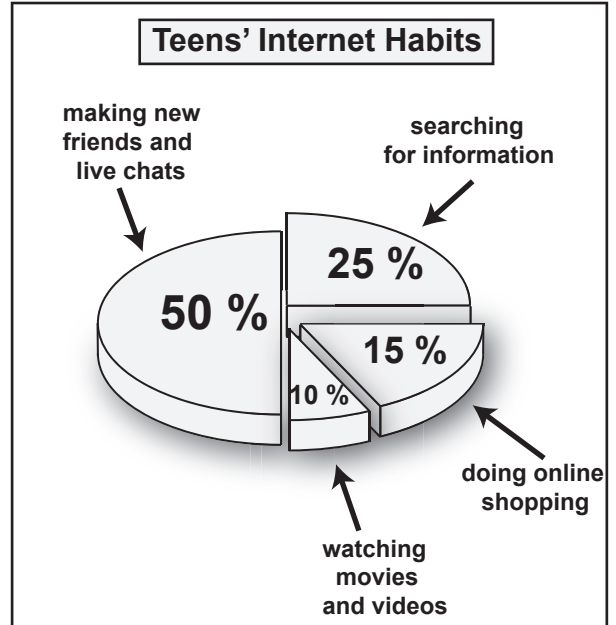 Teens' Internet Habits
making new
friends and
live chats
searching
for information
50 %
25 %
15 %
10 %
doing online
shopping
watching
movies
and videos